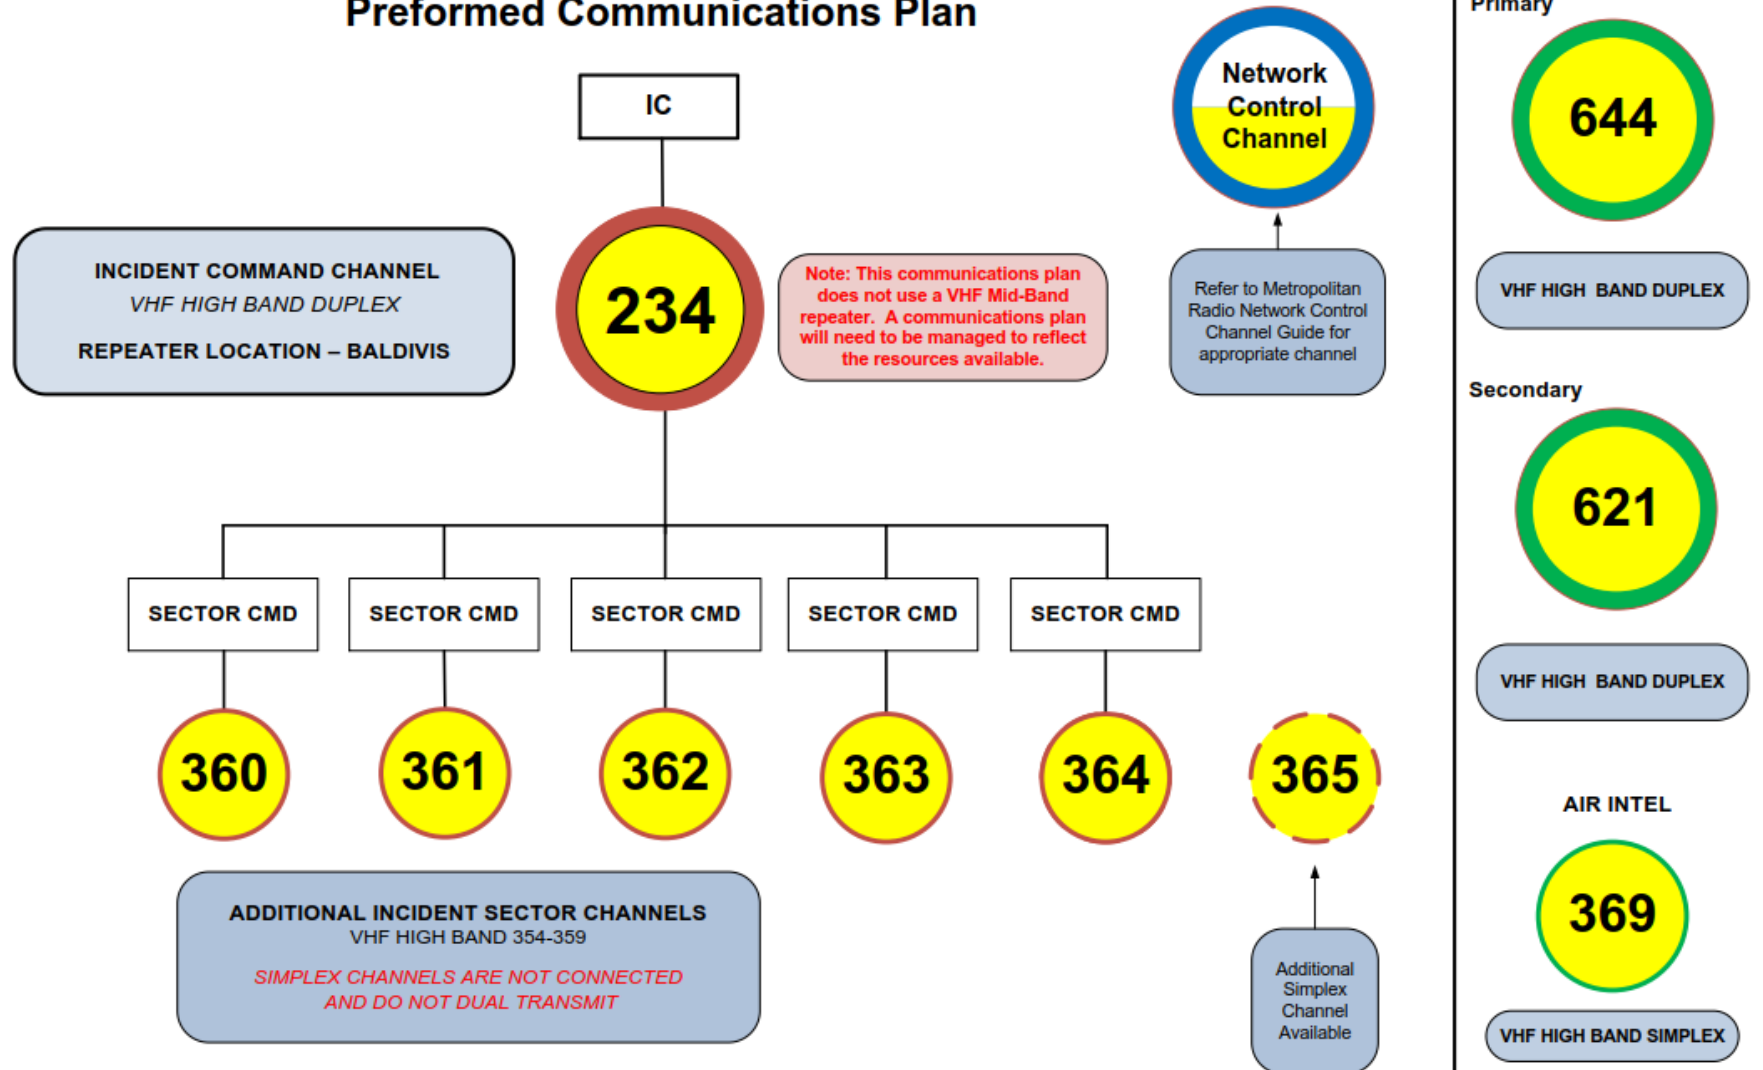 Preformed Communications Plan
IC
INCIDENT COMMAND CHANNEL
VHF HIGH BAND DUPLEX
REPEATER LOCATION – BALDIVIS
234
Note: This communications plan
does not use a VHF Mid-Band
repeater. A communications plan
will need to be managed to reflect
the resources available.
Network
Control
Channel
Refer to Metropolitan
Radio Network Control
Channel Guide for
appropriate channel
SECTOR CMD
SECTOR CMD
SECTOR CMD
SECTOR CMD
SECTOR CMD
360
361
362
363
364
365
ADDITIONAL INCIDENT SECTOR CHANNELS
VHF HIGH BAND 354-359
SIMPLEX CHANNELS ARE NOT CONNECTED
AND DO NOT DUAL TRANSMIT
Additional
Simplex
Channel
Available
Primary
644
VHF HIGH BAND DUPLEX
Secondary
621
VHF HIGH BAND DUPLEX
AIR INTEL
369
VHF HIGH BAND SIMPLEX